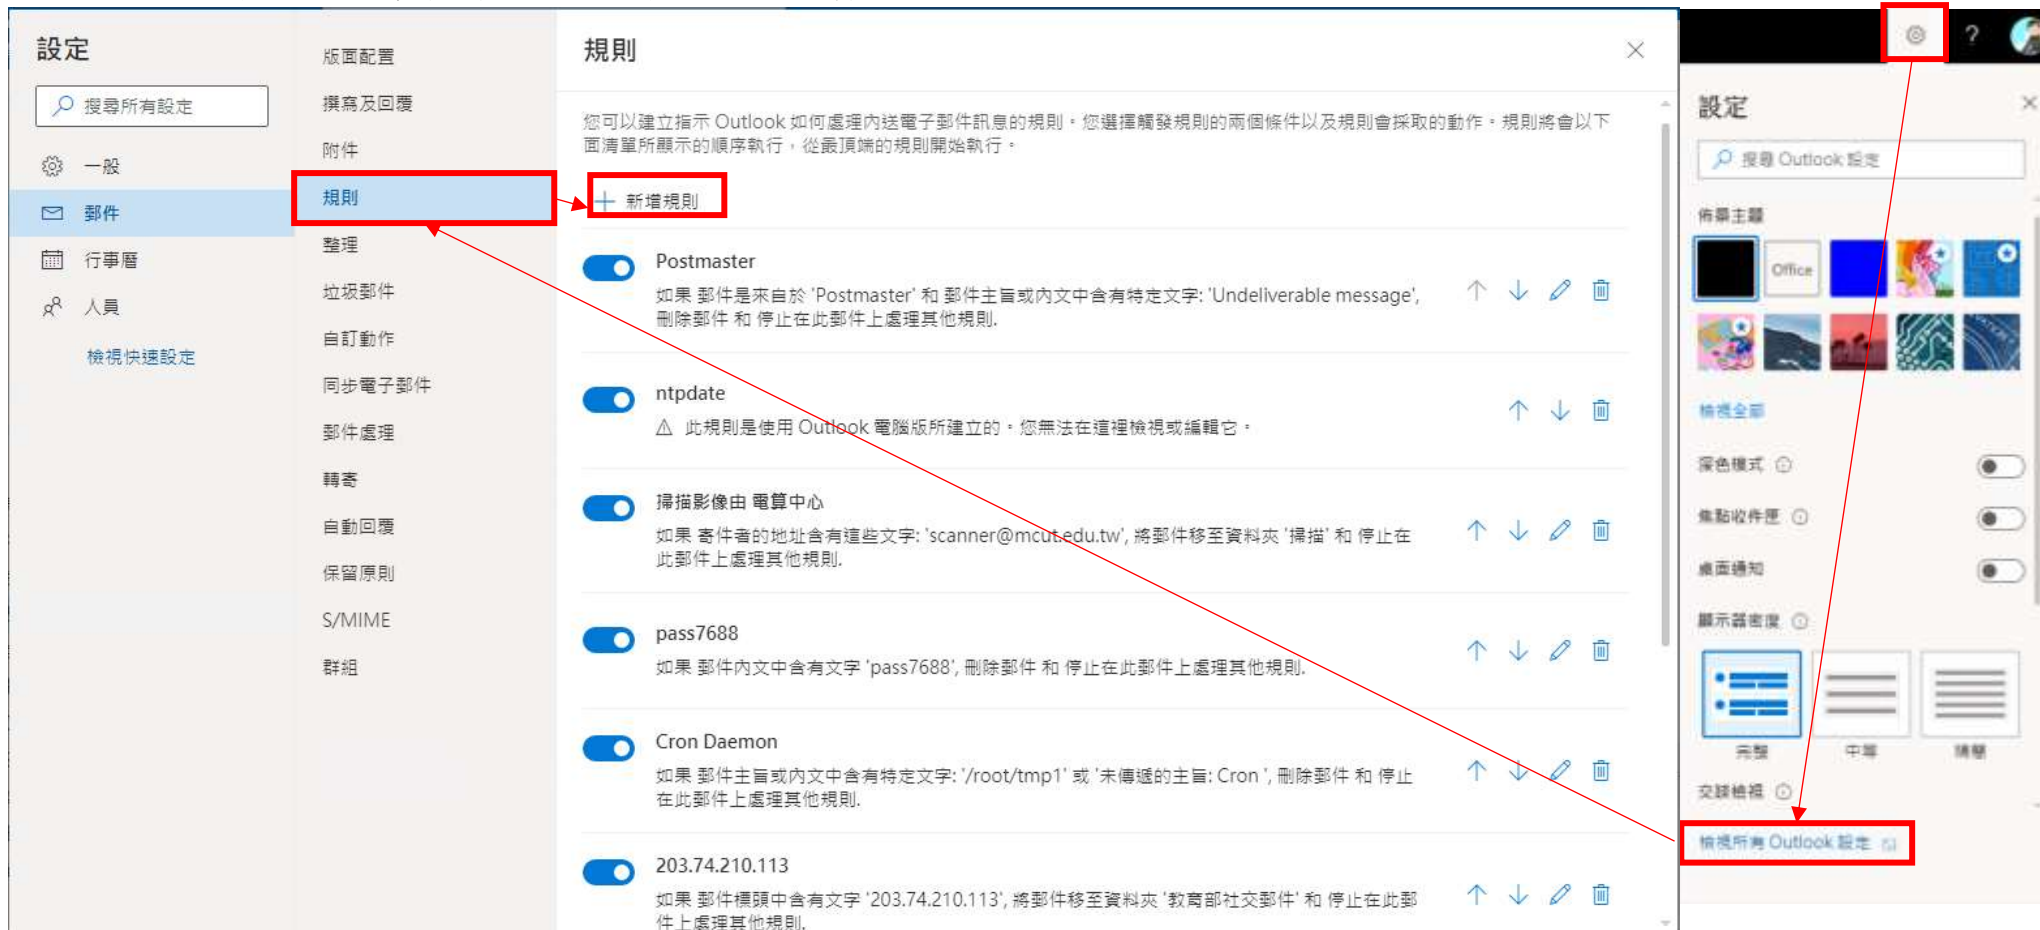 設定
搜尋所有設定
一般
郵件
行事曆
人員
檢視快速設定
版面配置
撰寫及回覆
附件
規則
整理
垃圾郵件
自訂動作
同步電子郵件
郵件處理
轉寄
自動回覆
保留原則
S/MIME
群組
規則
您可以建立指示 Outlook 如何處理內送電子郵件訊息的規則。您選擇觸發規則的兩個條件以及規則會採取的動作。規則將會以下
面清單所顯示的順序執行，從最頂端的規則開始執行。
新增規則
Postmaster
如果 郵件是來自於 'Postmaster' 和 郵件主旨或內文中含有特定文字: 'Undeliverable message',
刪除郵件 和 停止在此郵件上處理其他規則.
ntpdate
此規則是使用 Outlook 電腦版所建立的。您無法在這裡檢視或編輯它。
掃描影像由 電算中心
如果 寄件者的地址含有這些文字: 'scanner@mcut.edu.tw', 將郵件移至資料夾 '掃描' 和 停止在
此郵件上處理其他規則.
pass7688
如果 郵件內文中含有文字 'pass7688', 刪除郵件 和 停止在此郵件上處理其他規則.
Cron Daemon
如果 郵件主旨或內文中含有特定文字: '/root/tmp1' 或 '未傳遞的主旨: Cron ', 刪除郵件 和 停止
在此郵件上處理其他規則.
203.74.210.113
如果 郵件標頭中含有文字 '203.74.210.113', 將郵件移至資料夾 '教育部社交郵件' 和 停止在此郵
件上處理其他規則.
?
設定
搜尋 Outlook 設定
佈景主題
Office
檢視全部
深色模式
焦點收件匣
桌面通知
顯示器密度
完整
中等
精簡
交談檢視
檢視所有 Outlook 設定